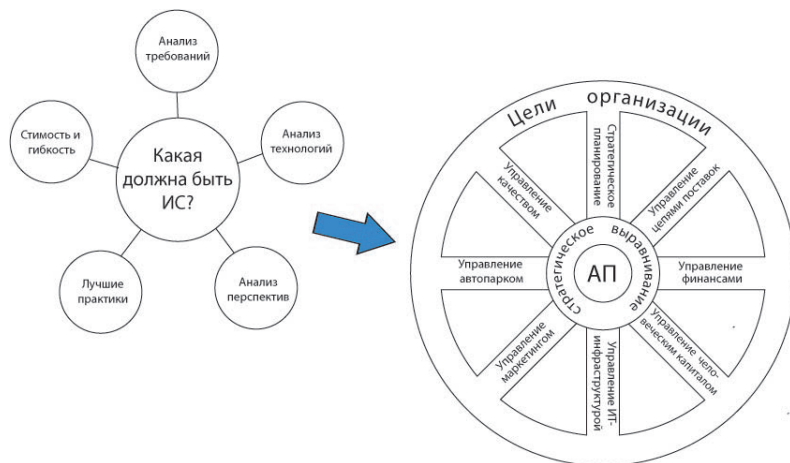 Анализ
требований
Стимость и
гибкость
Анализ
технологий
Какая
должна быть
ИС?
Лучшие
практики
Анализ
перспектив
Цели организации
Стратегическое
планирование
Управление
качеством
Управление
цепями поставок
стратегическое выравнивание
АП
Управление
автопарком
Управление
финансами
Управление
маркетингом
Управление ИТ-
инфраструктурой
Управление чело-
веческим капиталом